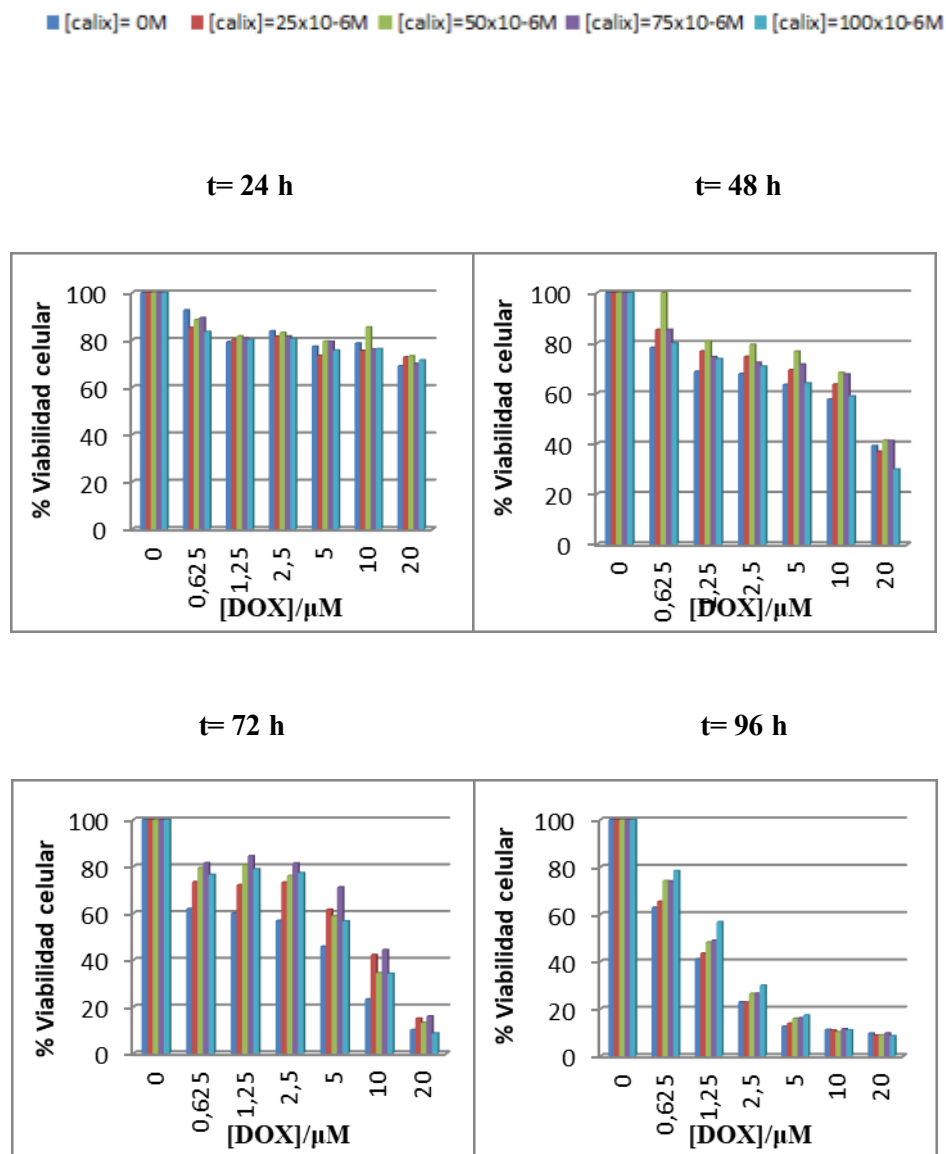 [calix]= 0M [calix]=25x10-6M [calix]=50x10-6M [calix]=75x10-6M [calix]=100x10-6M
t= 24 h
t= 48 h
% Viabilidad celular
100
80
60
40
20
0
0 0,625 1,25 2,5 5 10 20
[DOX]/µM
% Viabilidad celular
100
80
60
40
20
0
0 0,625 1,25 2,5 5 10 20
[DOX]/µM
t= 72 h
t= 96 h
% Viabilidad celular
100
80
60
40
20
0
0 0,625 1,25 2,5 5 10 20
[DOX]/µM
% Viabilidad celular
100
80
60
40
20
0
0 0,625 1,25 2,5 5 10 20
[DOX]/µM